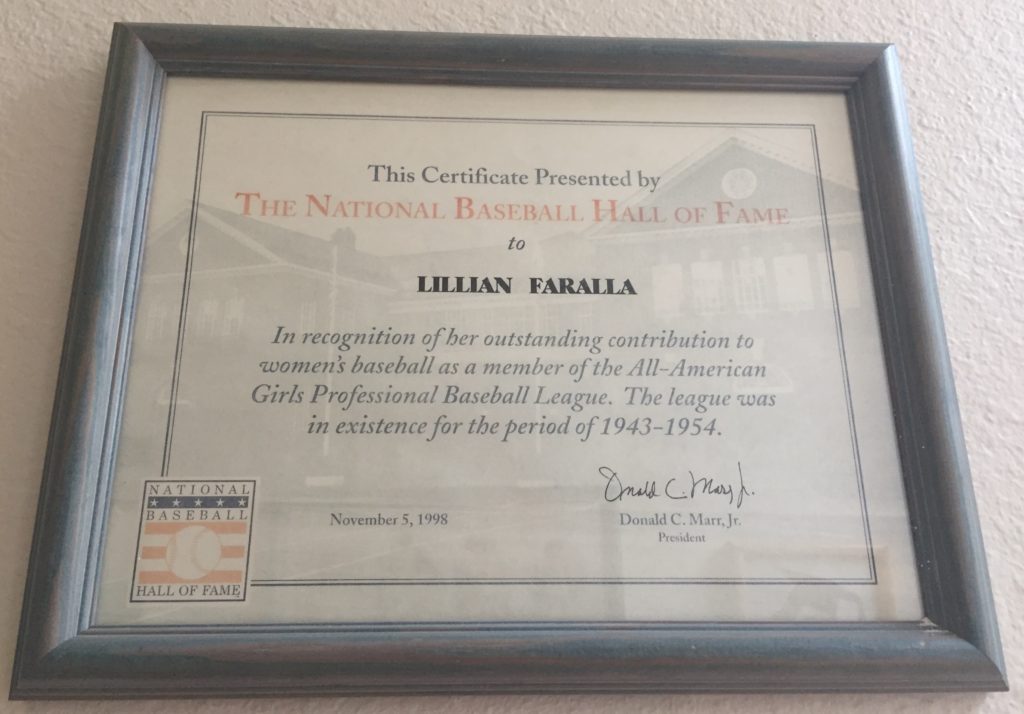 This Certificate Presented by
THE NATIONAL BASEBALL HALL OF FAME
to
LILLIAN FARALLA
In recognition of her outstanding contribution to
women's baseball as a member of the All-American
Girls Professional Baseball League. The league was
in existence for the period of 1943-1954.
Donald C. Marr, Jr.
November 5, 1998
Donald C. Marr, Jr.
President
NATIONAL
BASEBALL
HALL OF FAME